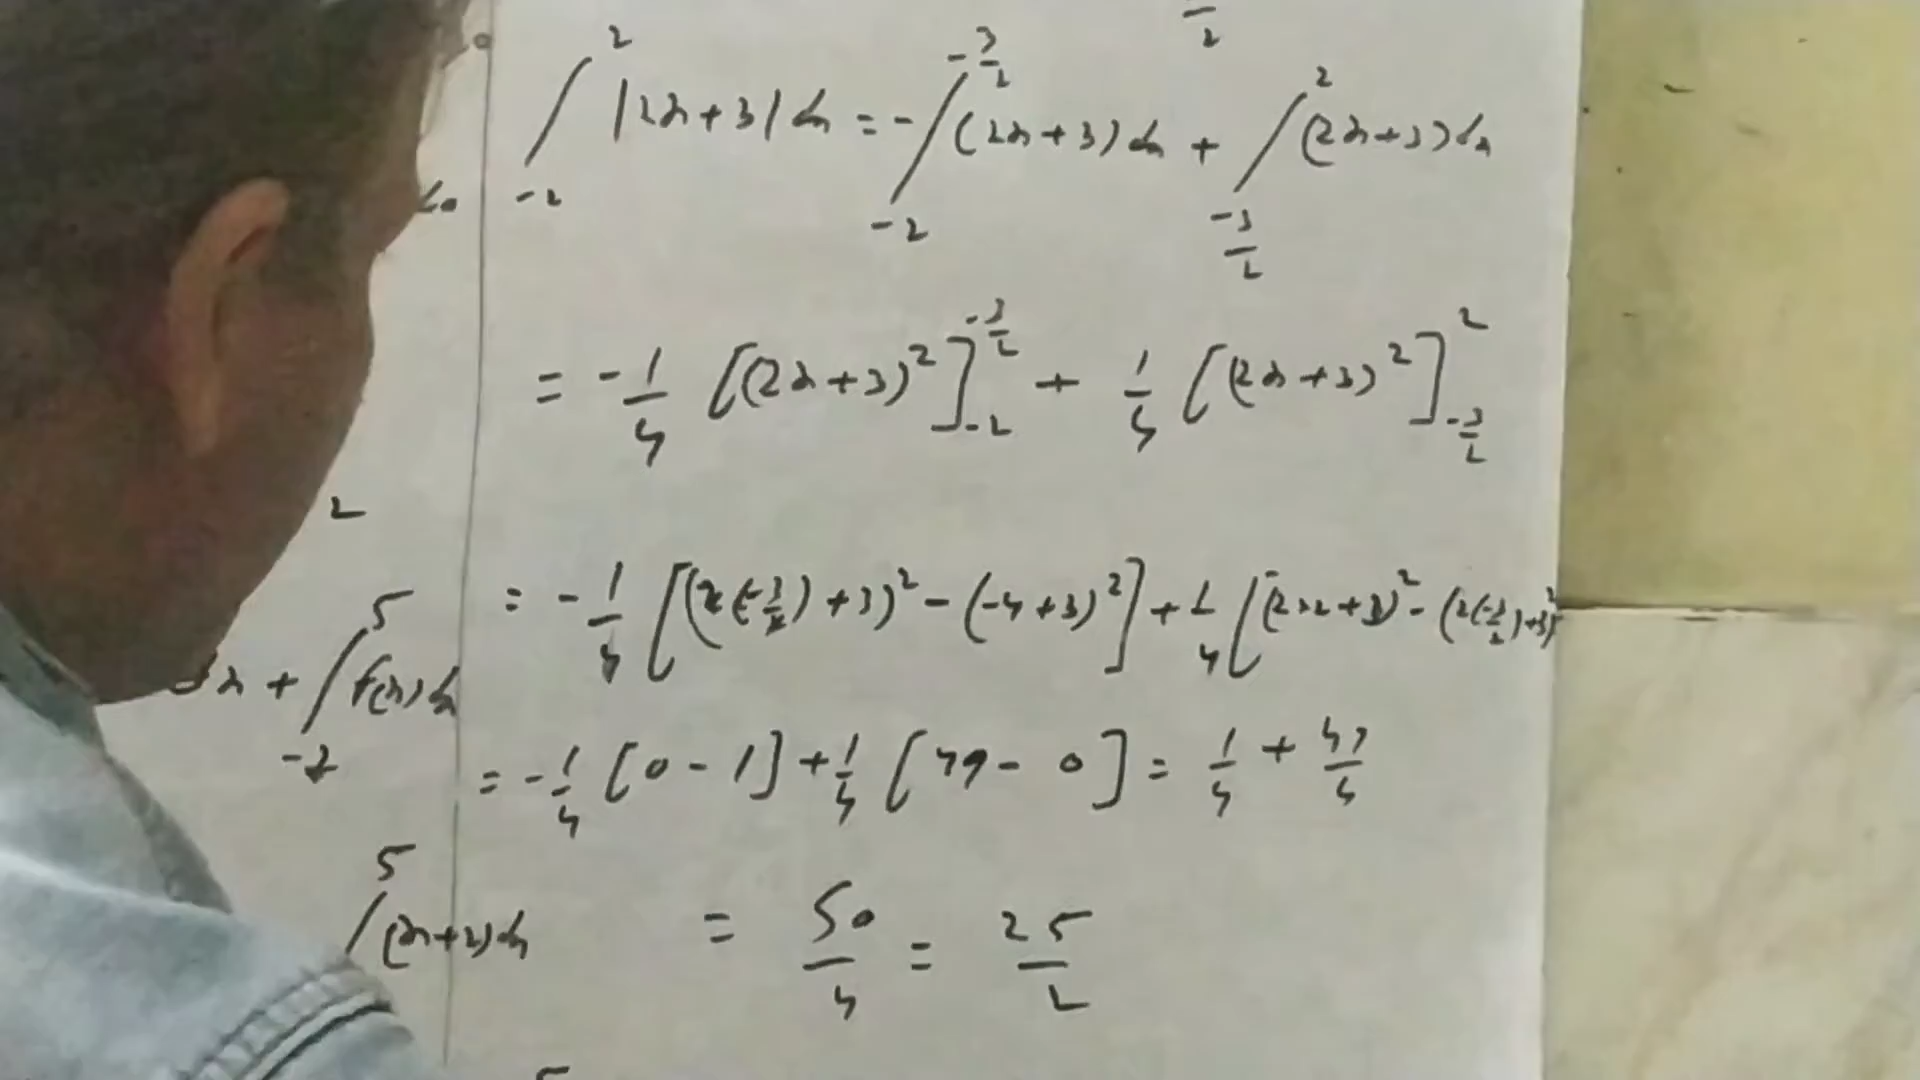 ∫_{-2}^{2} |2x+3| dx = -∫_{-2}^{-3/2} (2x+3) dx + ∫_{-3/2}^{2} (2x+3) dx
= -1/4 [(2x+3)^2]_{-2}^{-3/2} + 1/4 [(2x+3)^2]_{-3/2}^{2}
= -1/4 [(2(-3/2)+3)^2 - (-4+3)^2] + 1/4 [(2×2+3)^2 - (2(-3/2)+3)^2
= -1/4 [0-1] + 1/4 [49-0] = 1/4 + 49/4
= 50/4 = 25/2
2
+ ∫_{-2}^{5} f(x) dx
∫^{5} (x+2) dx
5